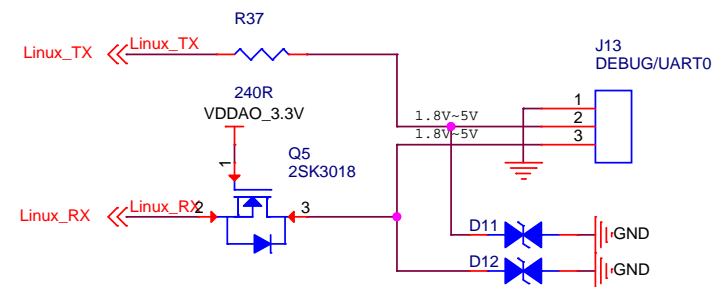 R37
Linux_TX
Linux_TX
J13
DEBUG/UART0
240R
VDDAO_3.3V
1
1.8V~5V
2
1.8V~5V
3
1
Q5
2SK3018
Linux_RX
Linux_RX
2
3
D11
GND
D12
GND